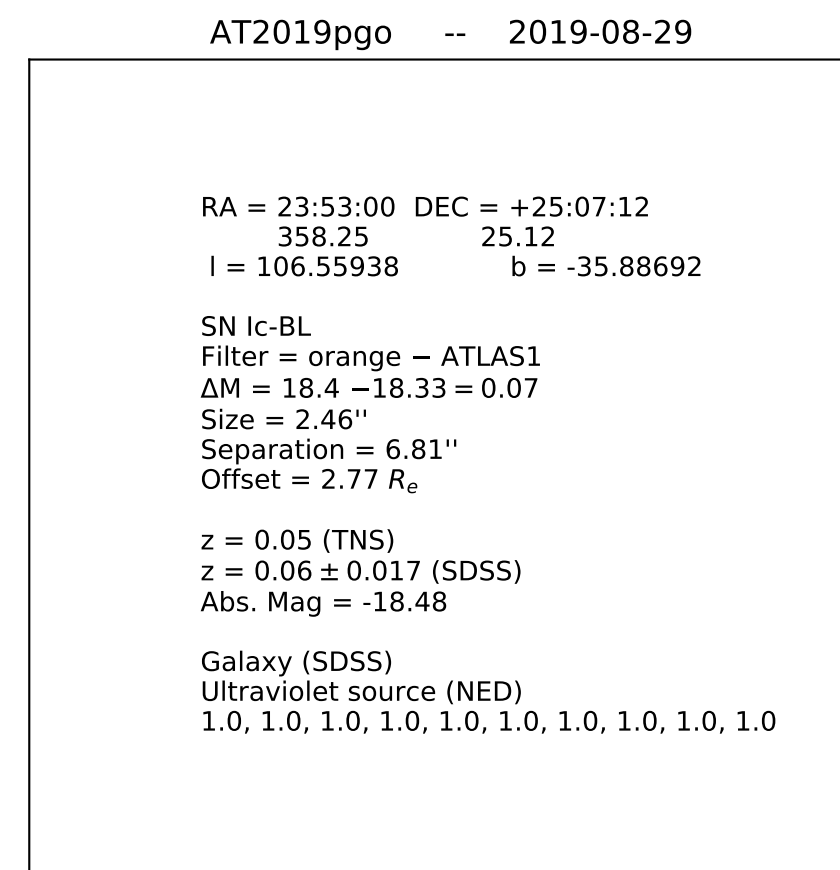 AT2019pgo -- 2019-08-29
RA = 23:53:00 DEC = +25:07:12
358.25 25.12
l = 106.55938 b = -35.88692
SN Ic-BL
Filter = orange − ATLAS1
ΔM = 18.4 −18.33 = 0.07
Size = 2.46''
Separation = 6.81''
Offset = 2.77 Rₑ
z = 0.05 (TNS)
z = 0.06 ± 0.017 (SDSS)
Abs. Mag = -18.48
Galaxy (SDSS)
Ultraviolet source (NED)
1.0, 1.0, 1.0, 1.0, 1.0, 1.0, 1.0, 1.0, 1.0, 1.0